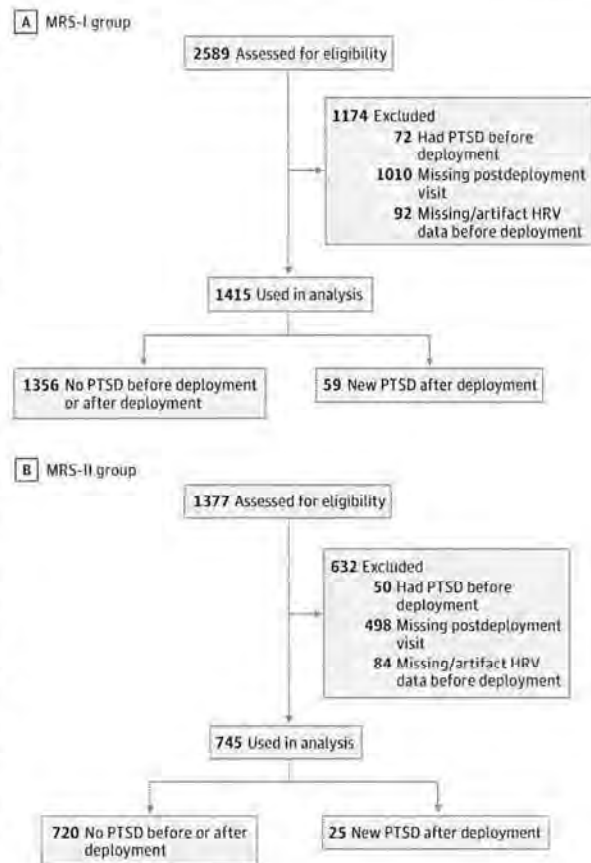 A MRS-I group
2589 Assessed for eligibility
1174 Excluded
72 Had PTSD before
deployment
1010 Missing postdeployment
visit
92 Missing/artifact HRV
data before deployment
1415 Used in analysis
1356 No PTSD before deployment
or after deployment
59 New PTSD after deployment
B MRS-II group
1377 Assessed for eligibility
632 Excluded
50 Had PTSD before
deployment
498 Missing postdeployment
visit
84 Missing/artifact HRV
data before deployment
745 Used in analysis
720 No PTSD before or after
deployment
25 New PTSD after deployment